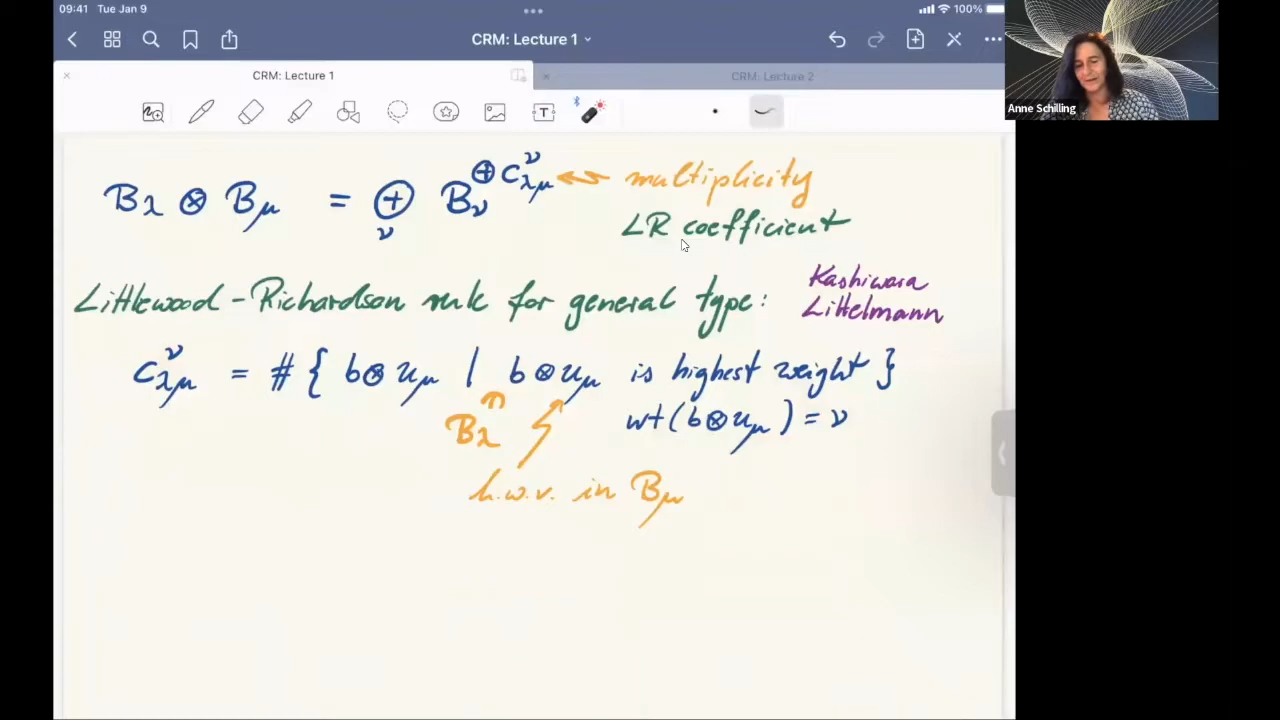 09:41 Tue Jan 9
100%
CRM: Lecture 1
CRM: Lecture 1
CRM: Lecture 2
T
Anne Schilling
B_λ ⊗ B_μ = ⊕_ν B_ν^{⊕ c_{λμ}^ν} ↔ multiplicity
LR coefficient
Littlewood-Richardson rule for general type: Kashiwara
Littelmann
c_{λμ}^ν = # { b⊗u_μ | b⊗u_μ is highest weight }
B_λ wt(b⊗u_μ) = ν
h.w.v. in B_μ